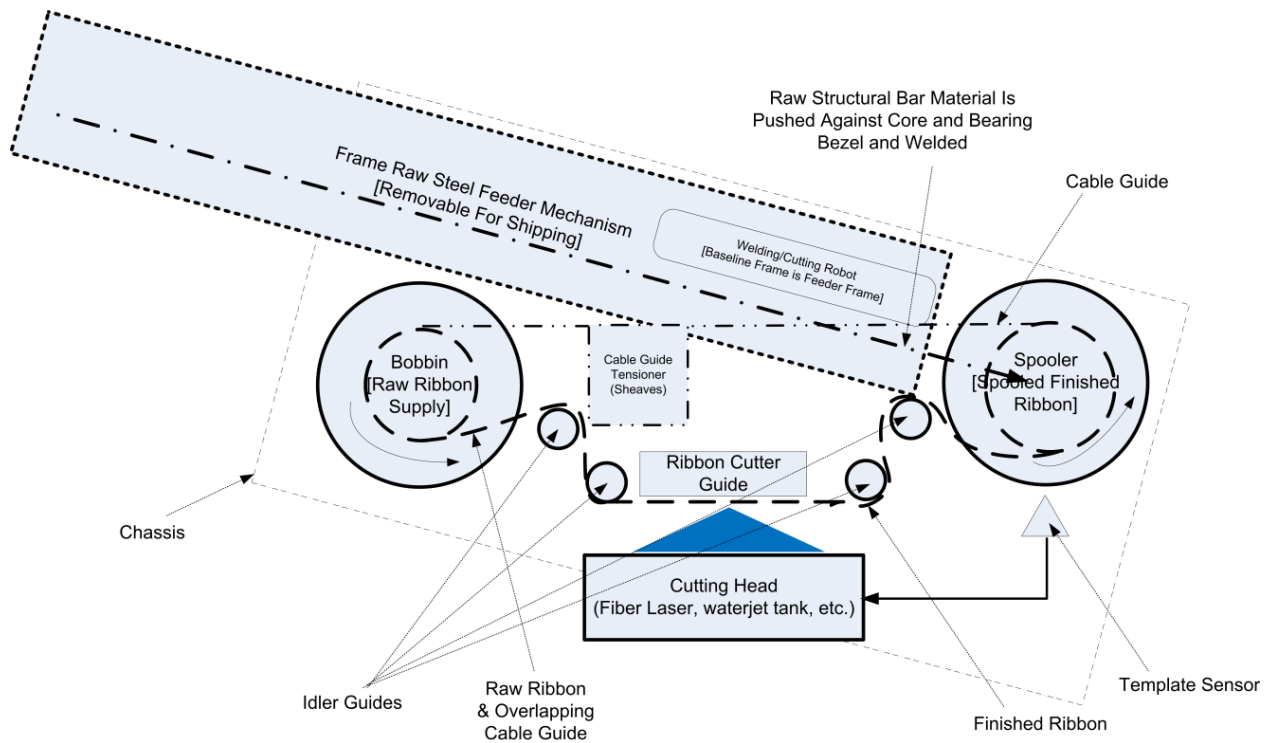 Raw Structural Bar Material Is
Pushed Against Core and Bearing
Bezel and Welded
Cable Guide
Frame Raw Steel Feeder Mechanism
[Removable For Shipping]
Welding/Cutting Robot
[Baseline Frame is Feeder Frame]
Bobbin
[Raw Ribbon
Supply]
Cable Guide
Tensioner
(Sheaves)
Spooler
[Spooled Finished
Ribbon]
Ribbon Cutter
Guide
Chassis
Cutting Head
(Fiber Laser, waterjet tank, etc.)
Idler Guides
Raw Ribbon
& Overlapping
Cable Guide
Finished Ribbon
Template Sensor